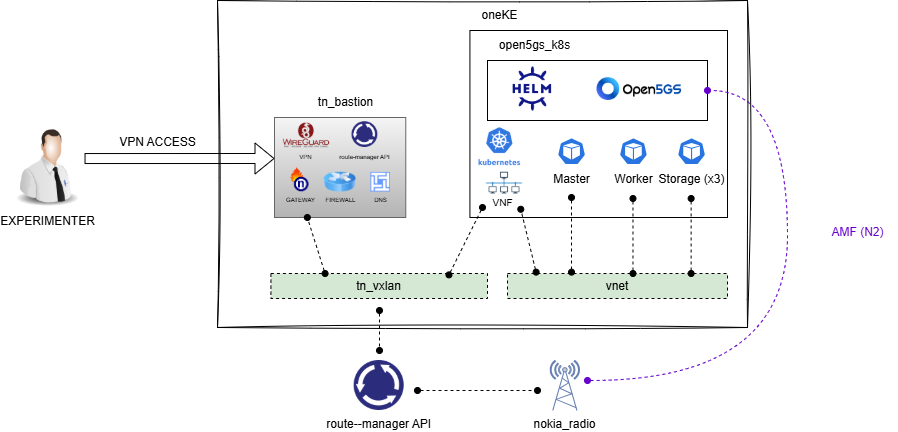 oneKE
open5gs_k8s
HELM
Open5GS
tn_bastion
WIREGUARD
VPN
route-manager API
GATEWAY
FIREWALL
DNS
VPN ACCESS
EXPERIMENTER
kubernetes
VNF
Master
Worker
Storage (x3)
AMF (N2)
tn_vxlan
vnet
route--manager API
nokia_radio